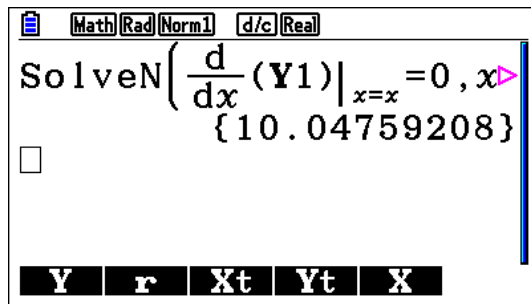 Math Rad Norm1 d/c Real
SolveN(d/dx(Y1)|x=x=0,x
{10.04759208}
Y r Xt Yt X